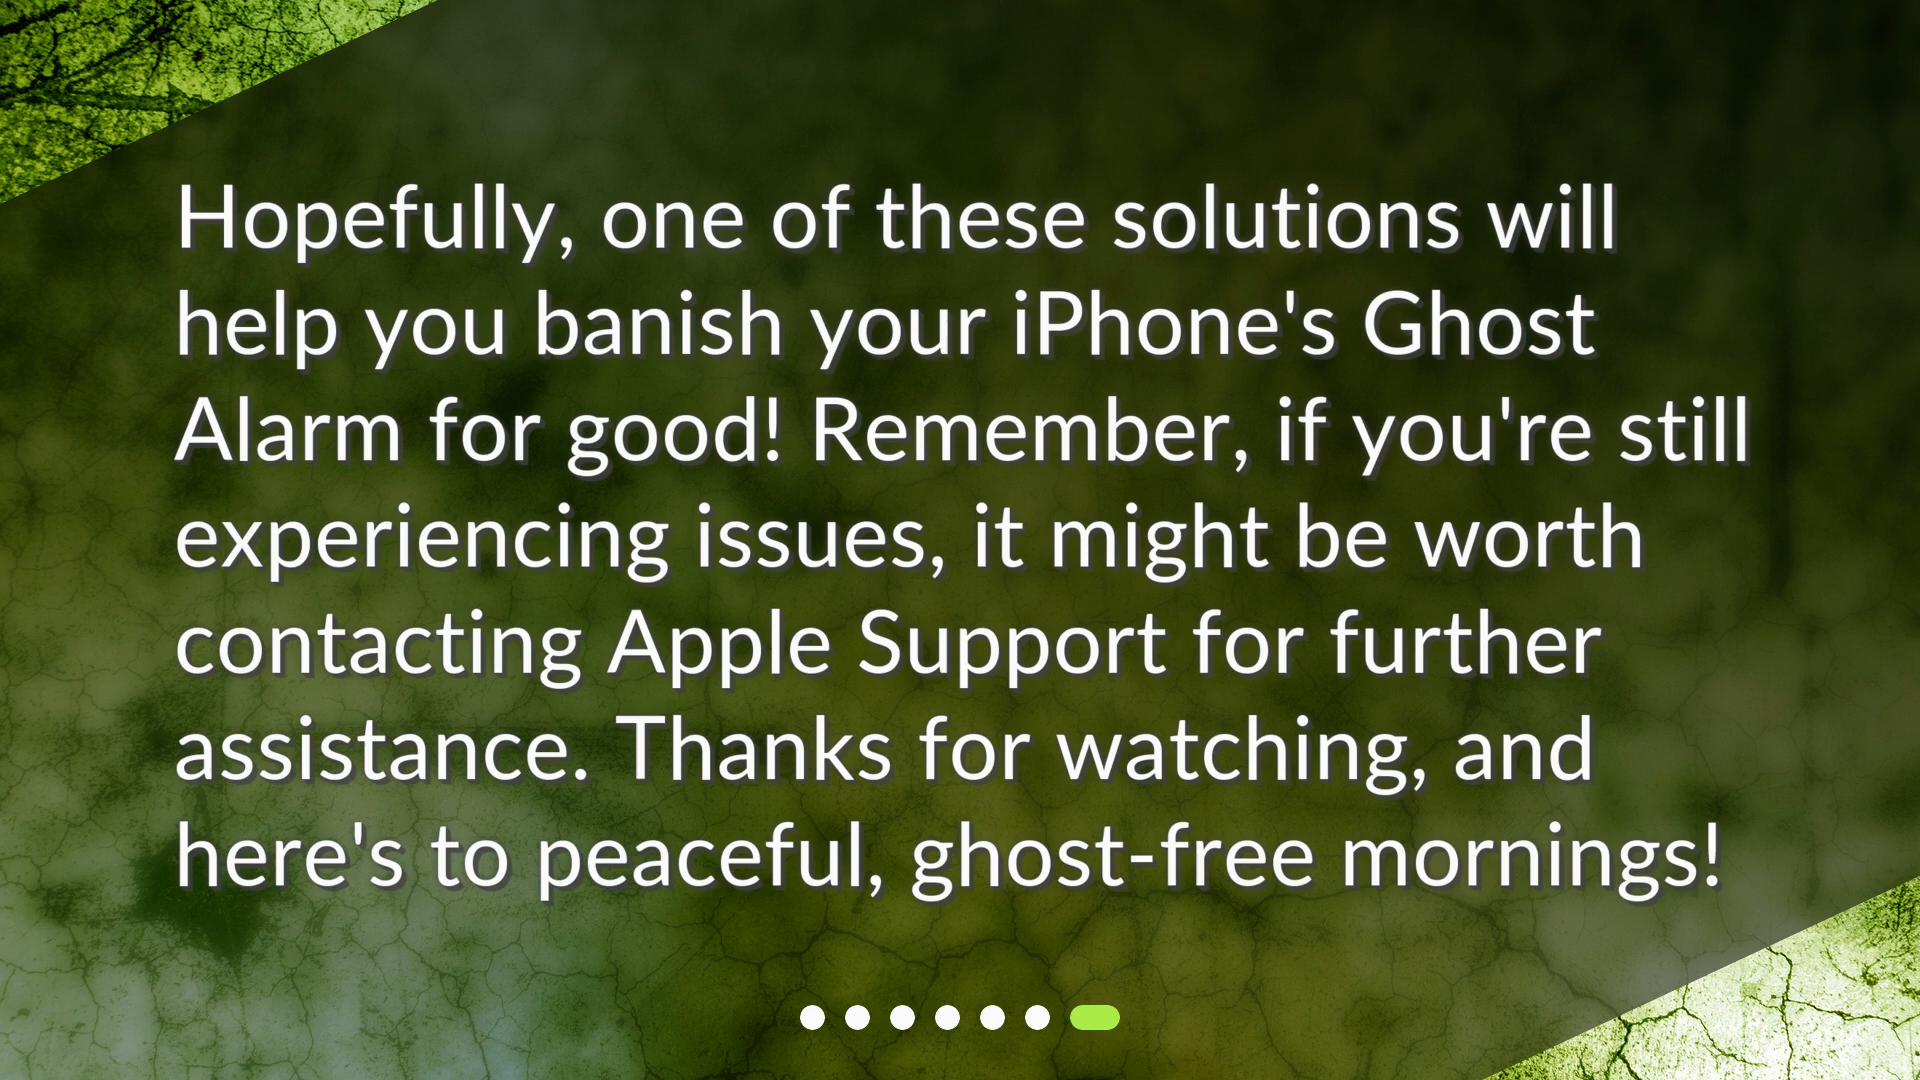 Hopefully, one of these solutions will
help you banish your iPhone's Ghost
Alarm for good! Remember, if you're still
experiencing issues, it might be worth
contacting Apple Support for further
assistance. Thanks for watching, and
here's to peaceful, ghost-free mornings!